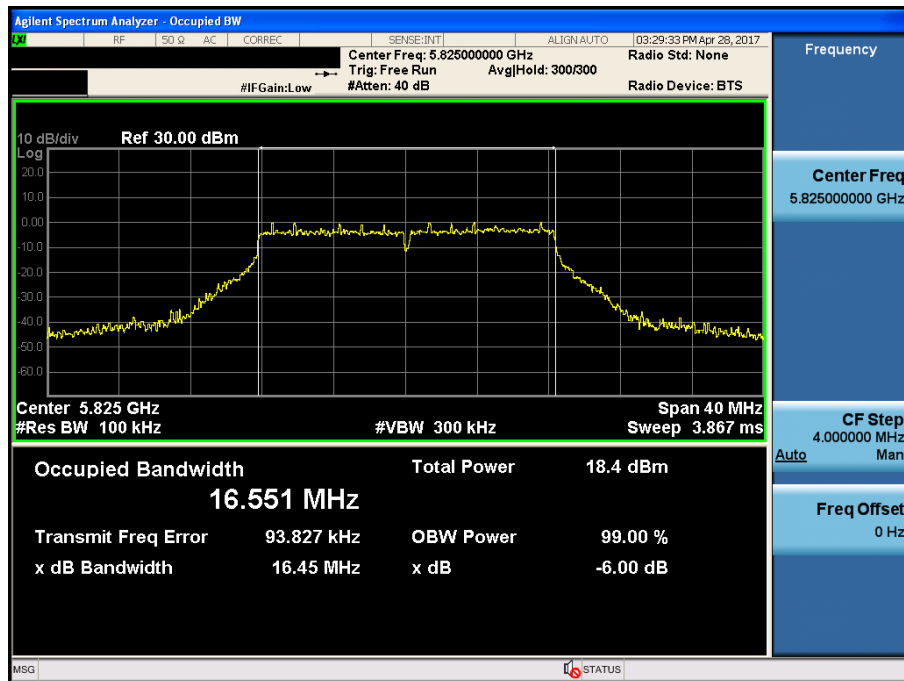 Agilent Spectrum Analyzer - Occupied BW
LXI RF 50 Ω AC CORREC SENSE:INT ALIGN AUTO 03:29:33 PM Apr 28, 2017
Center Freq: 5.825000000 GHz Radio Std: None
Trig: Free Run Avg|Hold: 300/300
#IFGain:Low #Atten: 40 dB Radio Device: BTS
Frequency
10 dB/div Ref 30.00 dBm
Log
20.0
10.0
0.00
-10.0
-20.0
-30.0
-40.0
-50.0
-60.0
Center 5.825 GHz Span 40 MHz
#Res BW 100 kHz #VBW 300 kHz Sweep 3.867 ms
Occupied Bandwidth Total Power 18.4 dBm
16.551 MHz
Transmit Freq Error 93.827 kHz OBW Power 99.00 %
x dB Bandwidth 16.45 MHz x dB -6.00 dB
Center Freq
5.825000000 GHz
CF Step
4.000000 MHz
Auto Man
Freq Offset
0 Hz
MSG STATUS